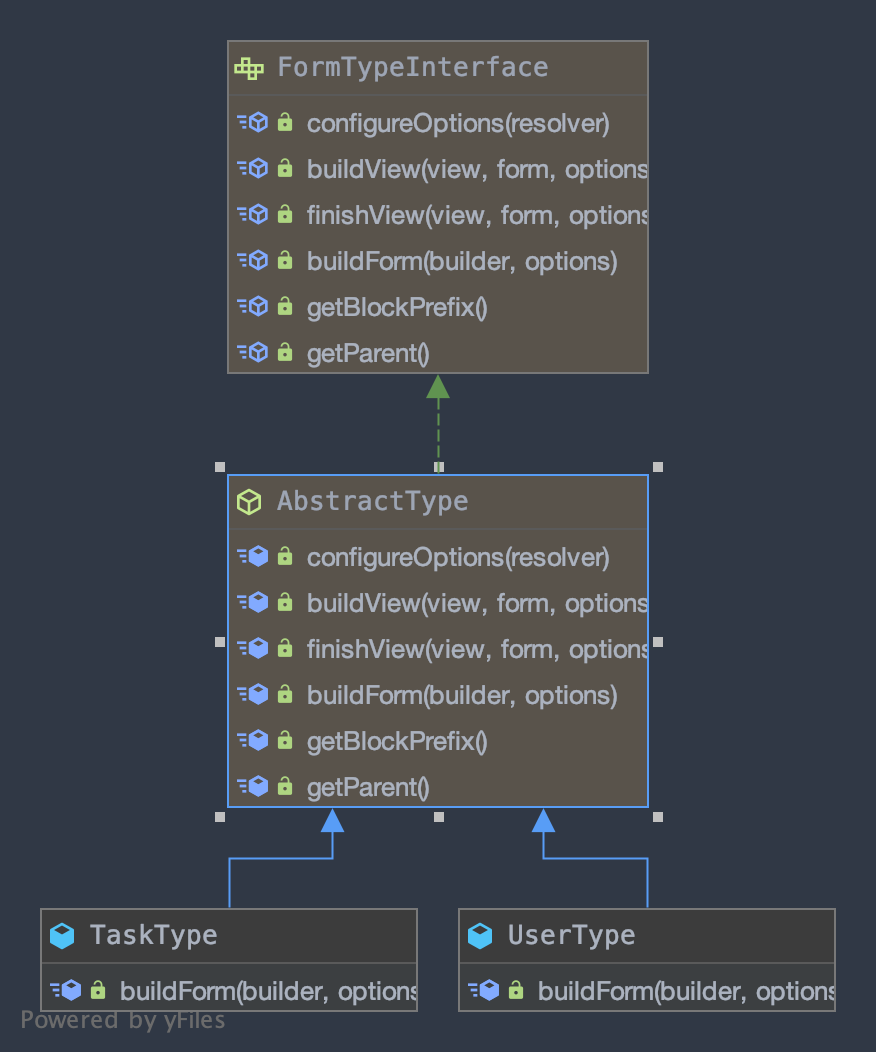 FormTypeInterface
configureOptions(resolver)
buildView(view, form, options
finishView(view, form, options
buildForm(builder, options)
getBlockPrefix()
getParent()
AbstractType
configureOptions(resolver)
buildView(view, form, options
finishView(view, form, options
buildForm(builder, options)
getBlockPrefix()
getParent()
TaskType
buildForm(builder, options
UserType
buildForm(builder, options
Powered by yFiles